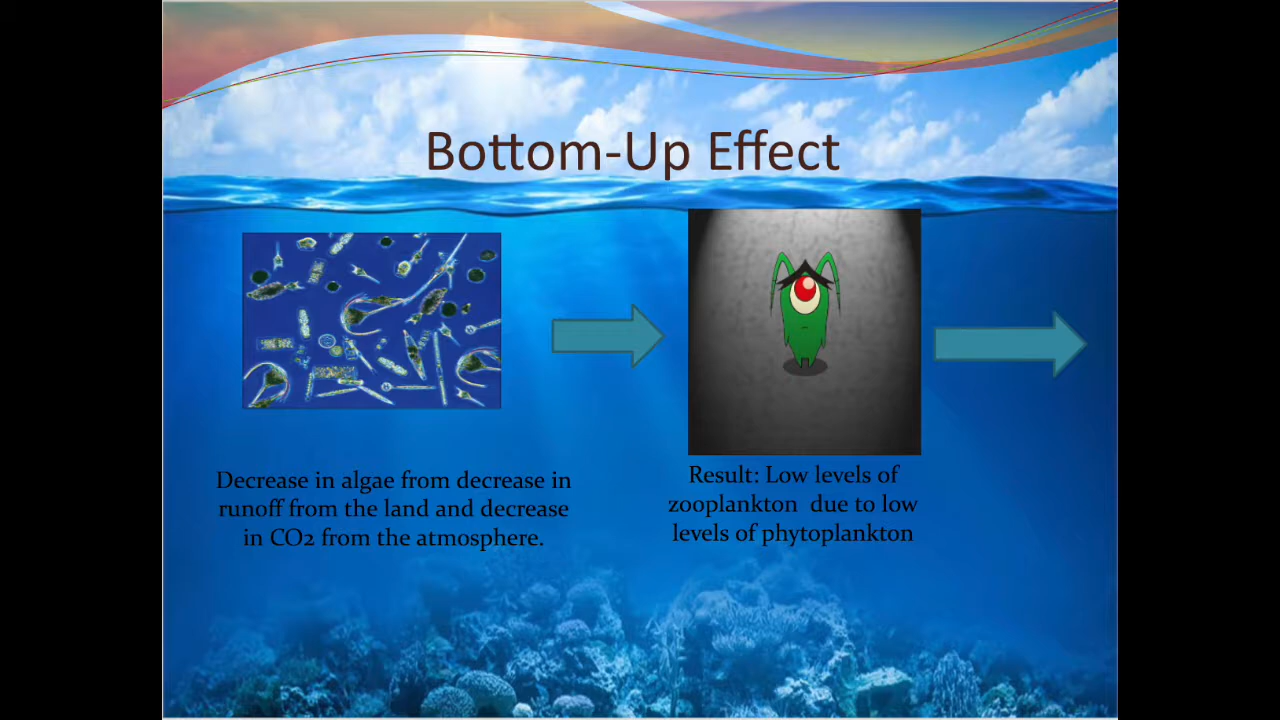 Bottom-Up Effect
Decrease in algae from decrease in
runoff from the land and decrease
in CO2 from the atmosphere.
Result: Low levels of
zooplankton  due to low
levels of phytoplankton